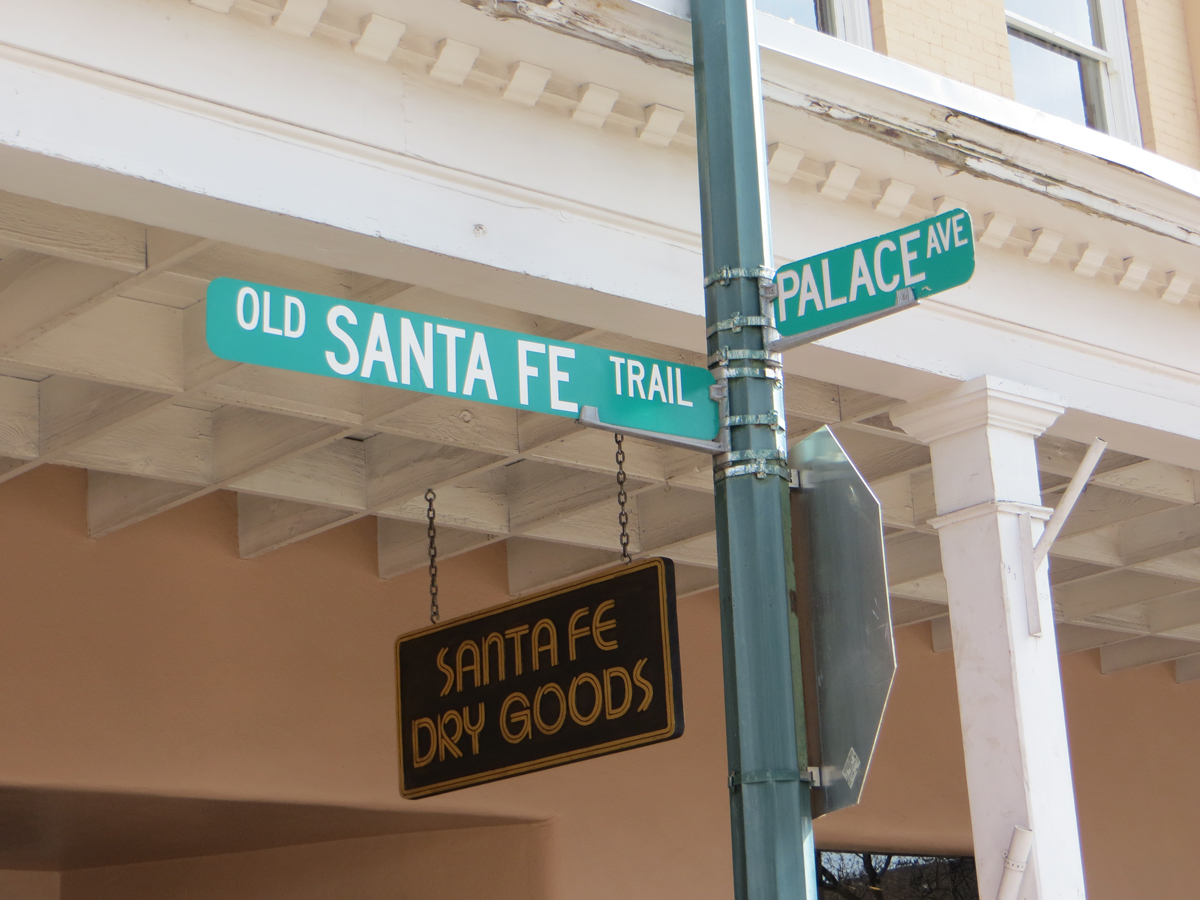 OLD SANTA FE TRAIL
PALACE AVE
SANTA FE
DRY GOODS